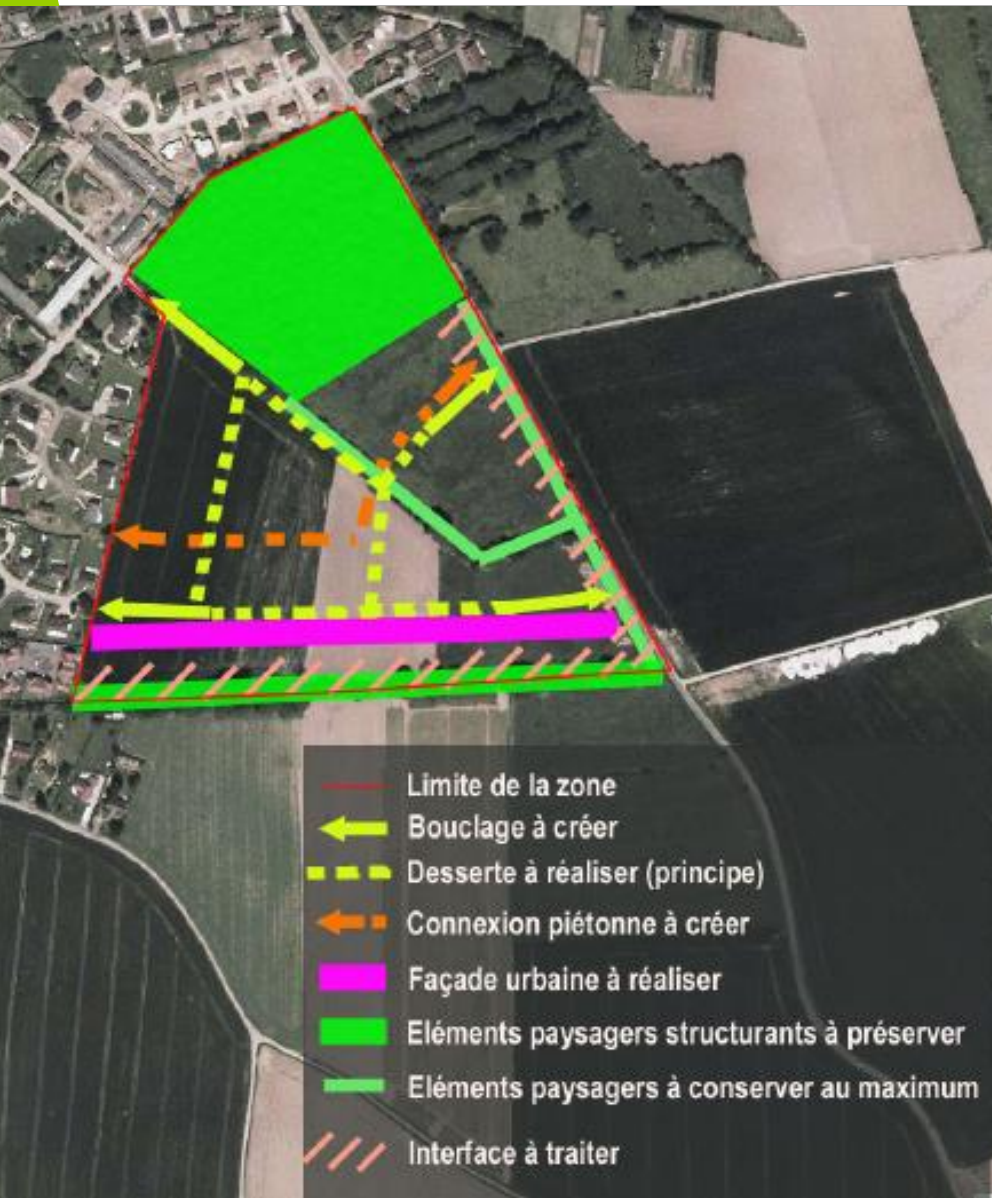 Limite de la zone
Bouclage à créer
Desserte à réaliser (principe)
Connexion piétonne à créer
Façade urbaine à réaliser
Eléments paysagers structurants à préserver
Eléments paysagers à conserver au maximum
Interface à traiter